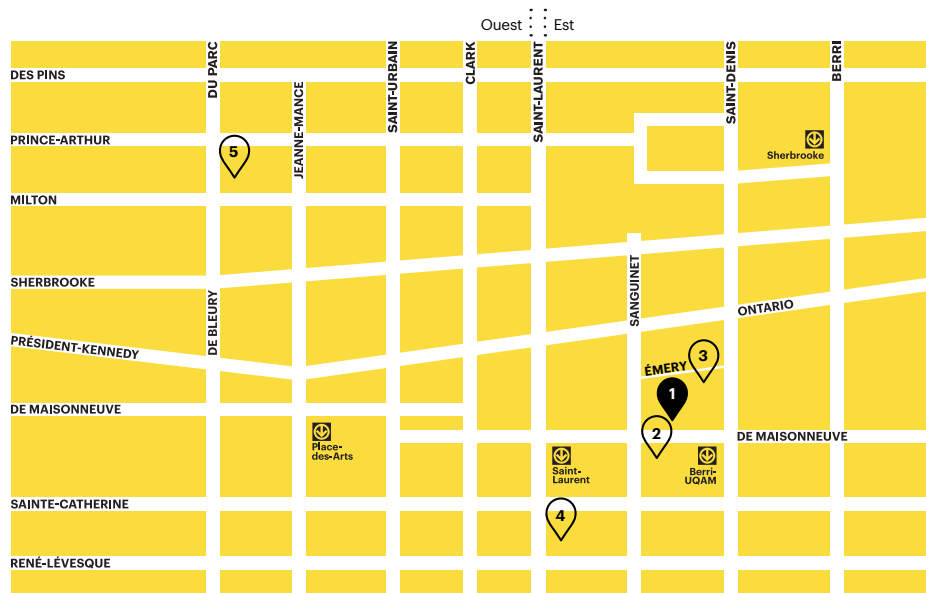 Ouest
Est
DU PARC
SAINT-URBAIN
CLARK
SAINT-LAURENT
SAINT-DENIS
BERRI
DES PINS
JEANNE-MANCE
PRINCE-ARTHUR
5
Sherbrooke
MILTON
SANGUINET
SHERBROOKE
DE BLEURY
ONTARIO
PRÉSIDENT-KENNEDY
ÉMERY
3
1
DE MAISONNEUVE
2
DE MAISONNEUVE
Place-
des-Arts
Saint-
Laurent
Berri-
UQAM
SAINTE-CATHERINE
4
RENÉ-LÉVESQUE